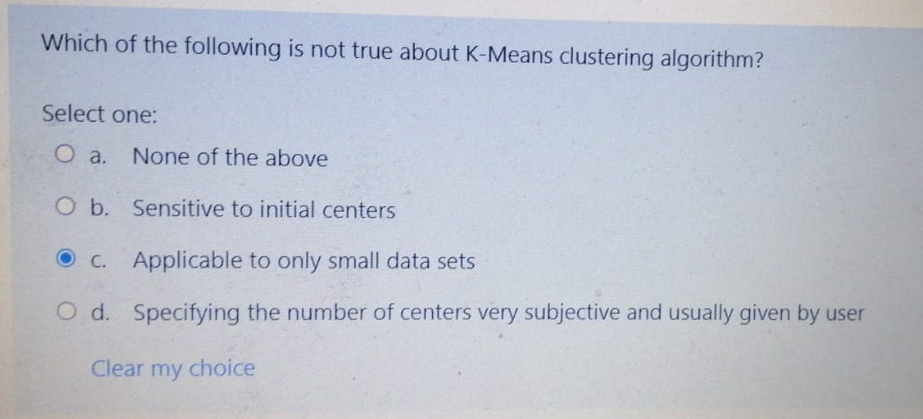 Which of the following is not true about K-Means clustering algorithm?
Select one:
a. None of the above
b. Sensitive to initial centers
c. Applicable to only small data sets
d. Specifying the number of centers very subjective and usually given by user
Clear my choice